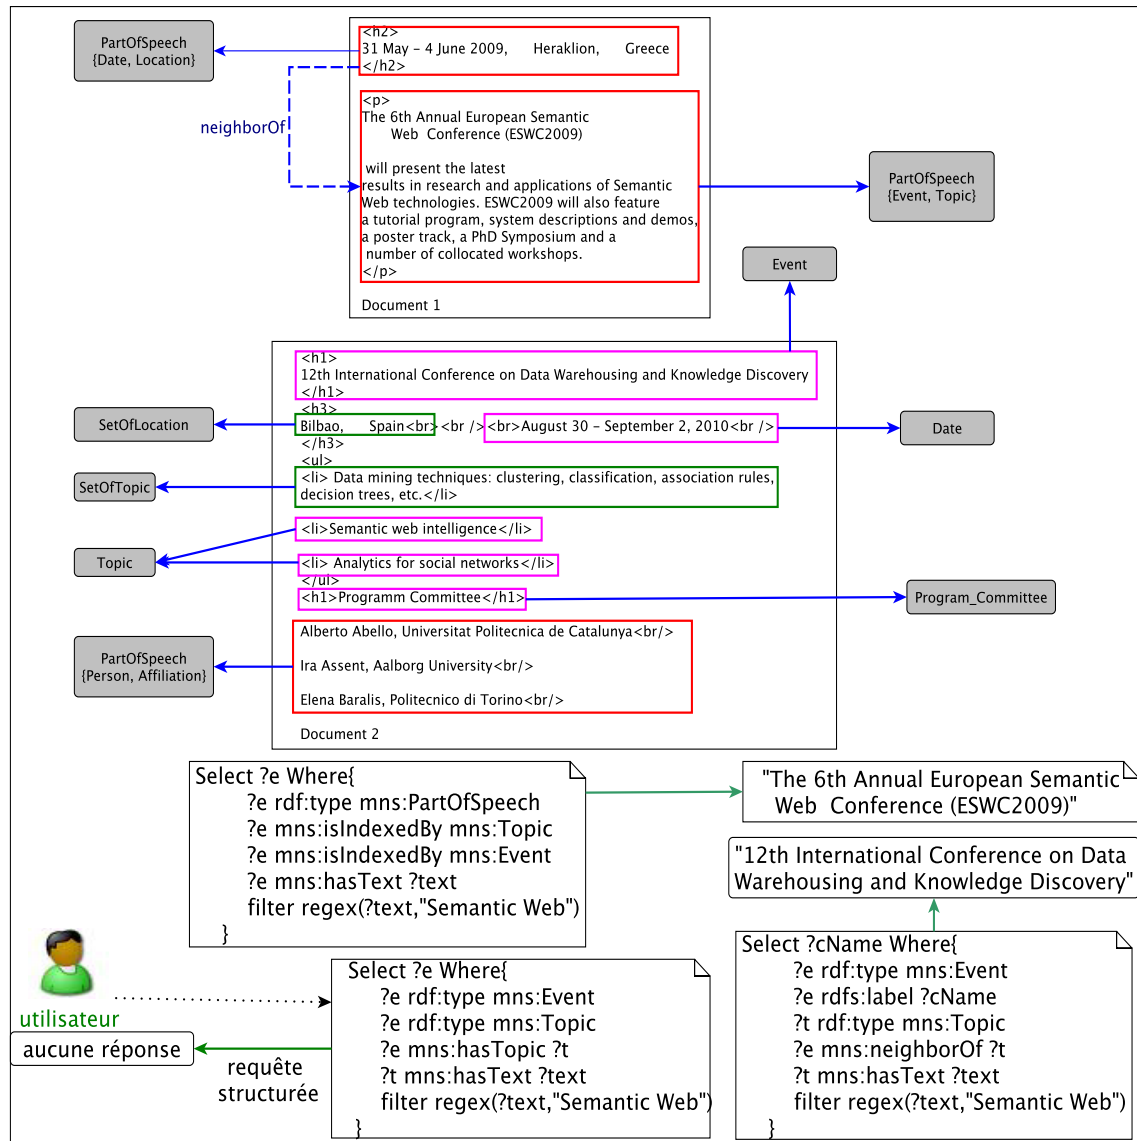 PartOfSpeech
{Date, Location}
<h2>
31 May – 4 June 2009, Heraklion, Greece
</h2>
neighborOf
<p>
The 6th Annual European Semantic
Web Conference (ESWC2009)
will present the latest
results in research and applications of Semantic
Web technologies. ESWC2009 will also feature
a tutorial program, system descriptions and demos,
a poster track, a PhD Symposium and a
number of collocated workshops.
</p>
Document 1
PartOfSpeech
{Event, Topic}
Event
<h1>
12th International Conference on Data Warehousing and Knowledge Discovery
</h1>
<h3>
SetOfLocation
Bilbao, Spain<br> <br /> <br>August 30 – September 2, 2010<br />
Date
</h3>
<ul>
SetOfTopic
<li> Data mining techniques: clustering, classification, association rules,
decision trees, etc.</li>
<li>Semantic web intelligence</li>
Topic
<li> Analytics for social networks</li>
</ul>
<h1>Programm Committee</h1>
Program_Committee
PartOfSpeech
{Person, Affiliation}
Alberto Abello, Universitat Politecnica de Catalunya<br/>
Ira Assent, Aalborg University<br/>
Elena Baralis, Politecnico di Torino<br/>
Document 2
Select ?e Where{
?e rdf:type mns:PartOfSpeech
?e mns:isIndexedBy mns:Topic
?e mns:isIndexedBy mns:Event
?e mns:hasText ?text
filter regex(?text,"Semantic Web")
}
"The 6th Annual European Semantic
Web Conference (ESWC2009)"
"12th International Conference on Data
Warehousing and Knowledge Discovery"
utilisateur
aucune réponse
requête
structurée
Select ?e Where{
?e rdf:type mns:Event
?e rdf:type mns:Topic
?e mns:hasTopic ?t
?t mns:hasText ?text
filter regex(?text,"Semantic Web")
}
Select ?cName Where{
?e rdf:type mns:Event
?e rdfs:label ?cName
?t rdf:type mns:Topic
?e mns:neighborOf ?t
?t mns:hasText ?text
filter regex(?text,"Semantic Web")
}